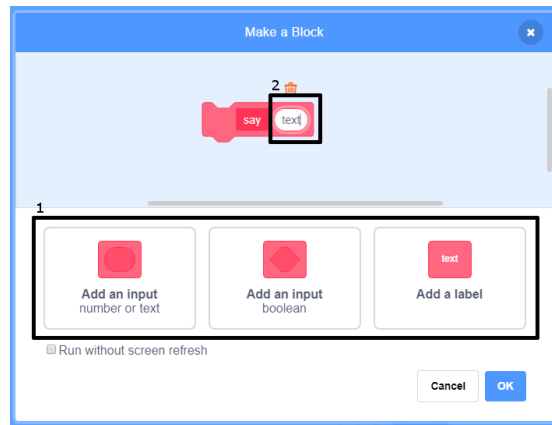 Make a Block
2
say text
1
Add an input
number or text
Add an input
boolean
text
Add a label
Run without screen refresh
Cancel OK